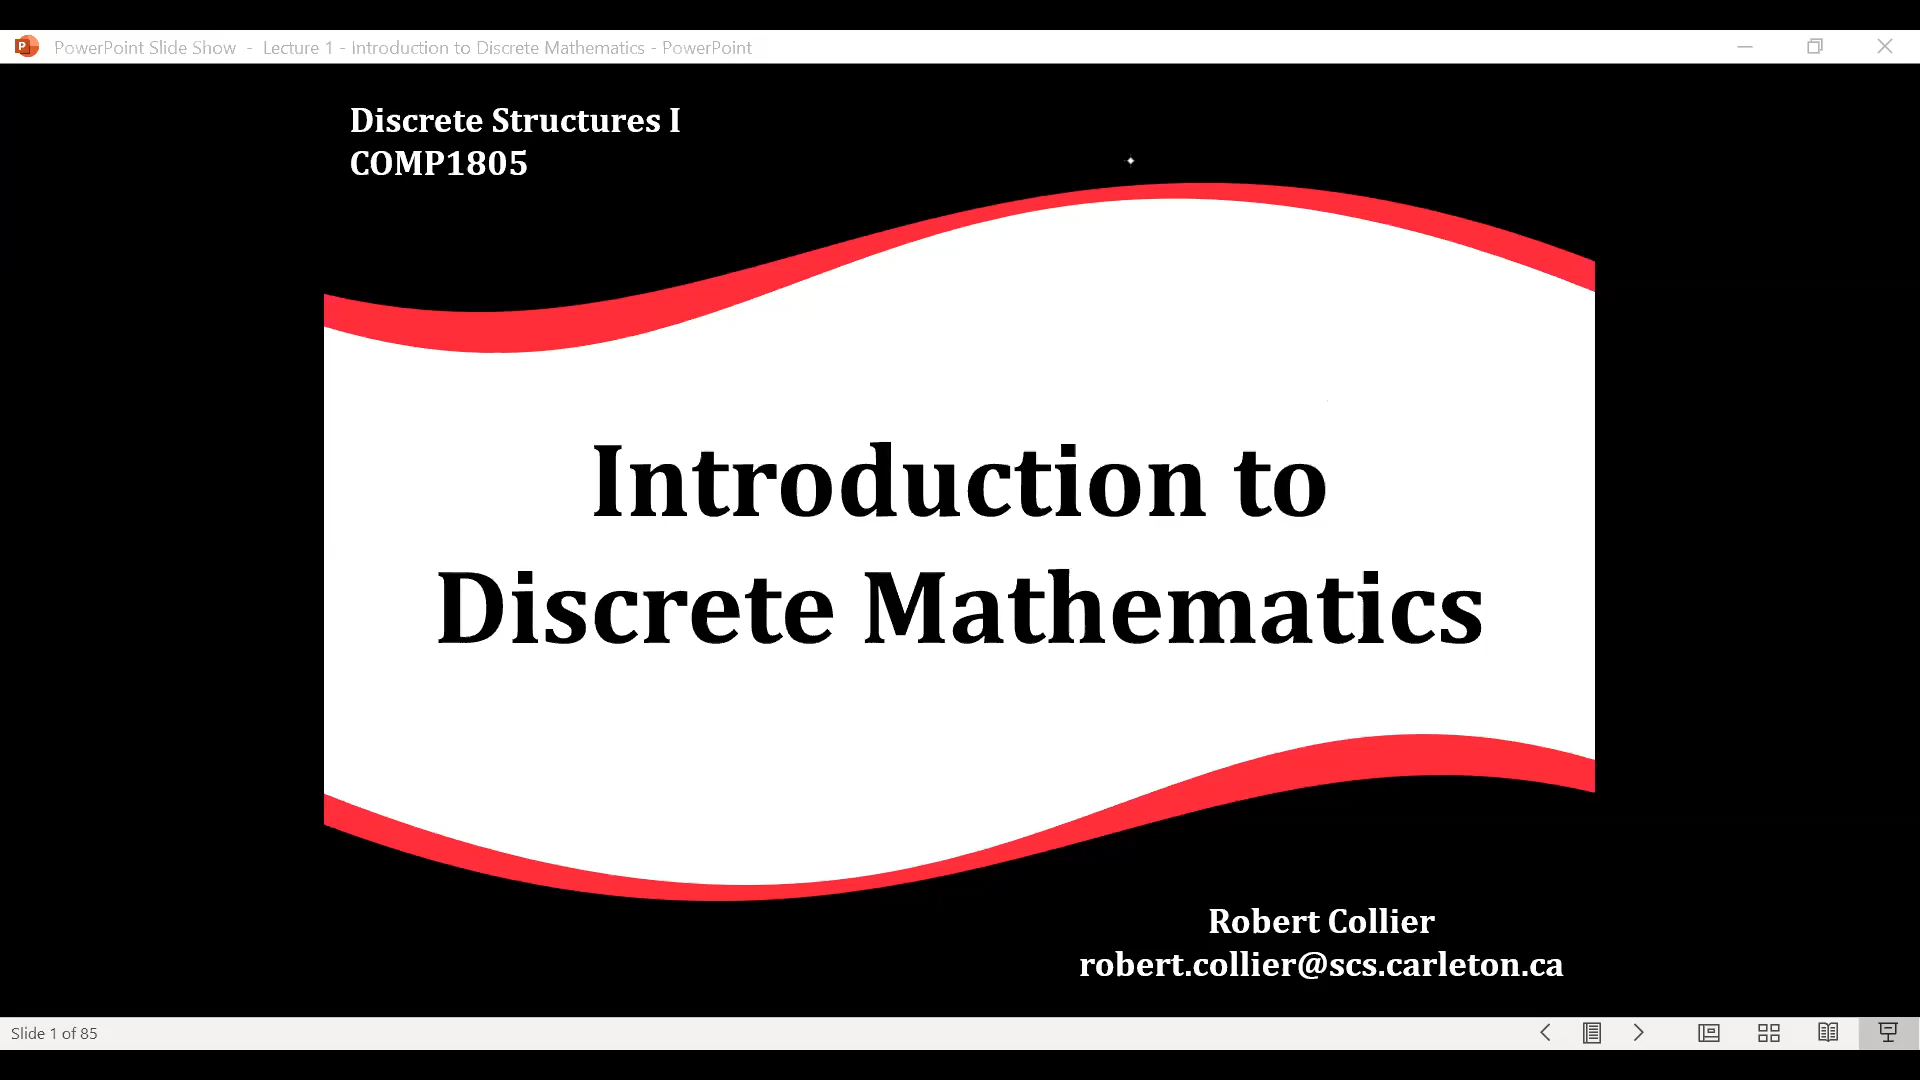 PowerPoint Slide Show - Lecture 1 - Introduction to Discrete Mathematics - PowerPoint
Discrete Structures I
COMP1805
Introduction to
Discrete Mathematics
Robert Collier
robert.collier@scs.carleton.ca
Slide 1 of 85